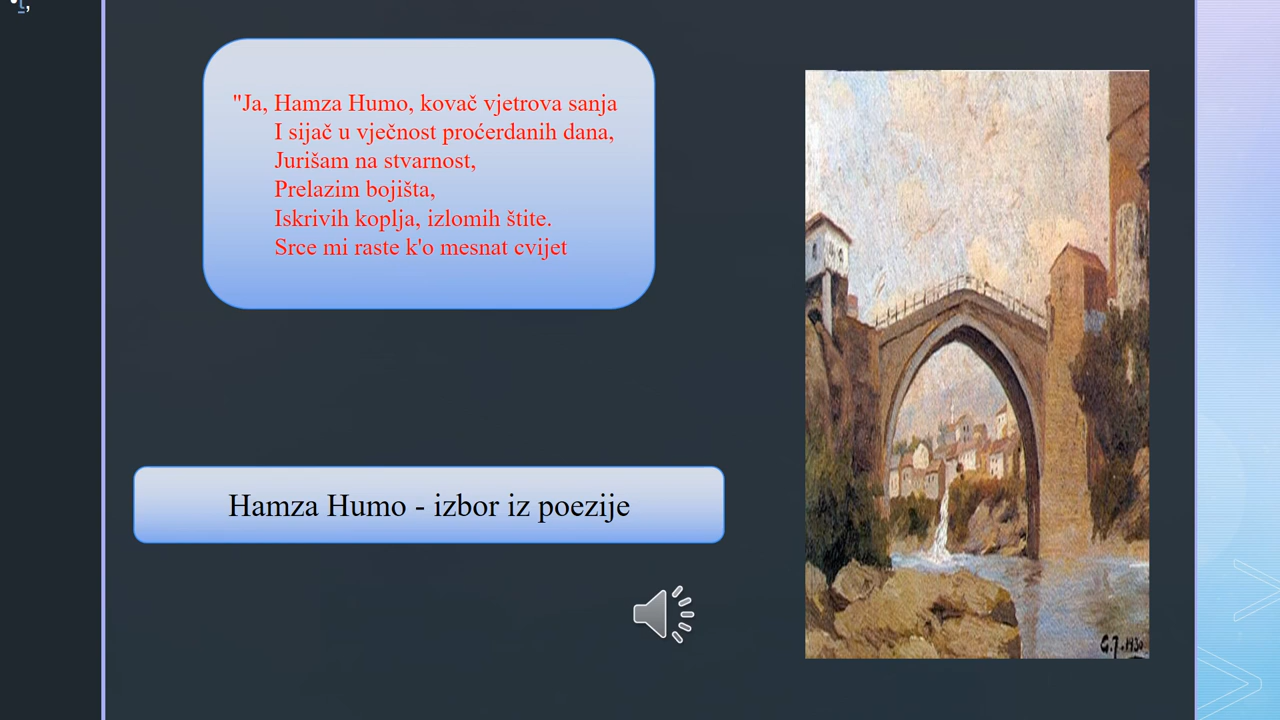 "Ja, Hamza Humo, kovač vjetrova sanja
I sijač u vječnost proćerdanih dana,
Jurišam na stvarnost,
Prelazim bojišta,
Iskrivih koplja, izlomih štite.
Srce mi raste k'o mesnat cvijet
Hamza Humo - izbor iz poezije
G.J. 1930